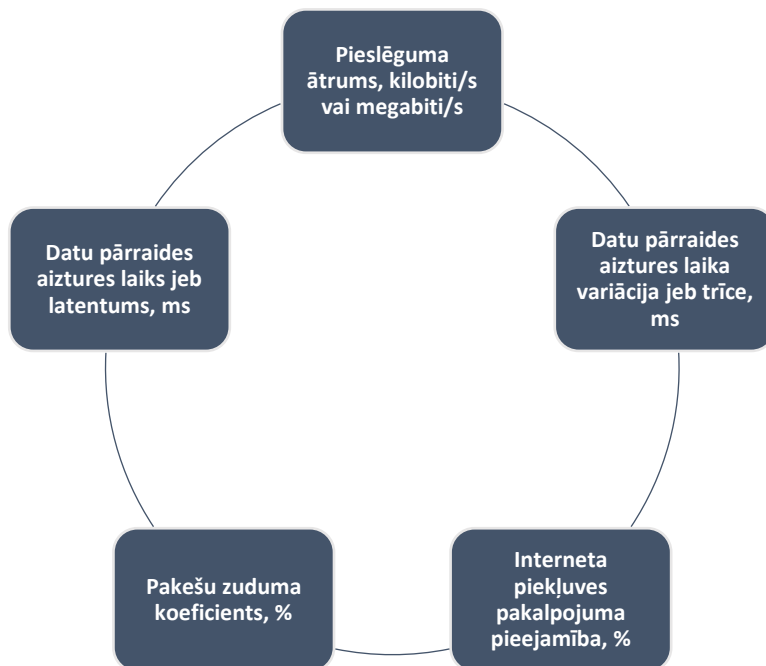 Pieslēguma
ātrums, kilobiti/s
vai megabiti/s
Datu pārraides
aiztures laika
variācija jeb trīce,
ms
Interneta
piekļuves
pakalpojuma
pieejamība, %
Pakešu zuduma
koeficients, %
Datu pārraides
aiztures laiks jeb
latentums, ms